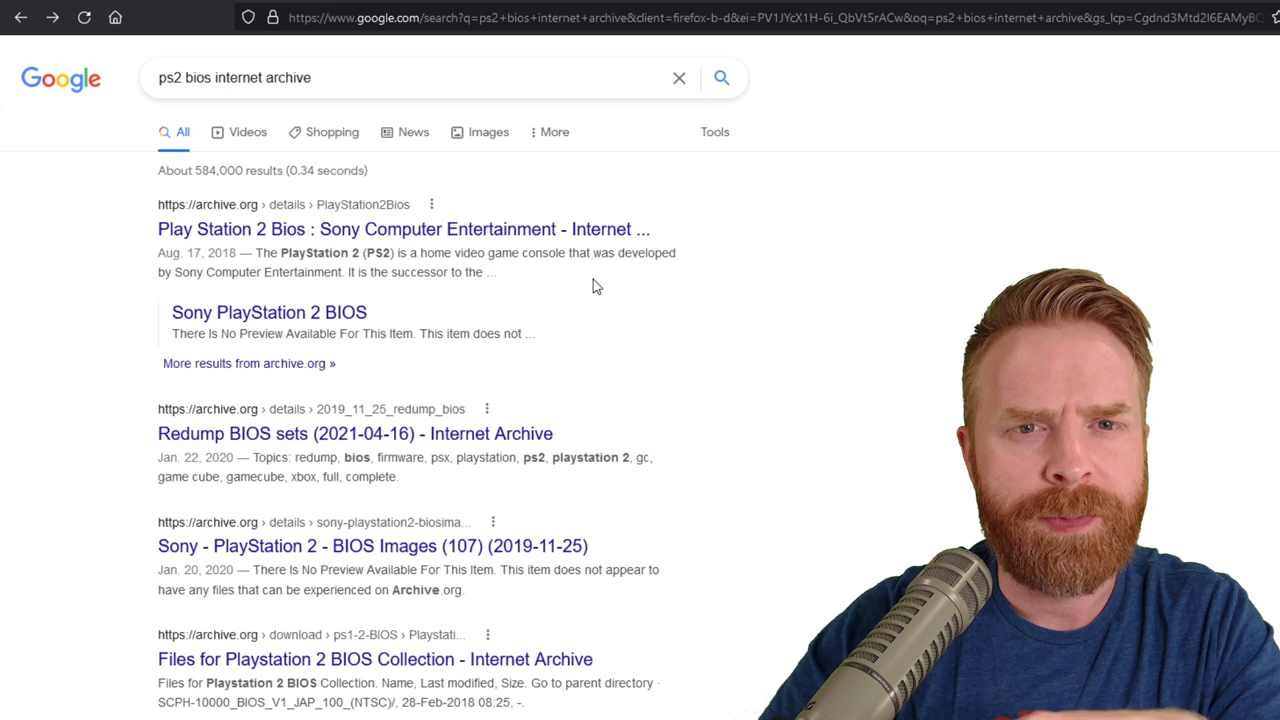 https://www.google.com/search?q=ps2+bios+internet+archive&client=firefox-b-d&ei=PV1JYcX1H-6i_QbVt5rACw&oq=ps2+bios+internet+archive&gs_lcp=Cgdnd3Mtd2l6EAMyBQ
Google
ps2 bios internet archive
All
Videos
Shopping
News
Images
More
Tools
About 584,000 results (0.34 seconds)
https://archive.org › details › PlayStation2Bios
Play Station 2 Bios : Sony Computer Entertainment - Internet ...
Aug. 17, 2018 — The PlayStation 2 (PS2) is a home video game console that was developed
by Sony Computer Entertainment. It is the successor to the ...
Sony PlayStation 2 BIOS
There Is No Preview Available For This Item. This item does not ...
More results from archive.org »
https://archive.org › details › 2019_11_25_redump_bios
Redump BIOS sets (2021-04-16) - Internet Archive
Jan. 22, 2020 — Topics: redump, bios, firmware, psx, playstation, ps2, playstation 2, gc,
game cube, gamecube, xbox, full, complete.
https://archive.org › details › sony-playstation2-biosima...
Sony - PlayStation 2 - BIOS Images (107) (2019-11-25)
Jan. 20, 2020 — There Is No Preview Available For This Item. This item does not appear to
have any files that can be experienced on Archive.org.
https://archive.org › download › ps1-2-BIOS › Playstati...
Files for Playstation 2 BIOS Collection - Internet Archive
Files for Playstation 2 BIOS Collection. Name, Last modified, Size. Go to parent directory ·
SCPH-10000_BIOS_V1_JAP_100_(NTSC)/, 28-Feb-2018 08:25, -.